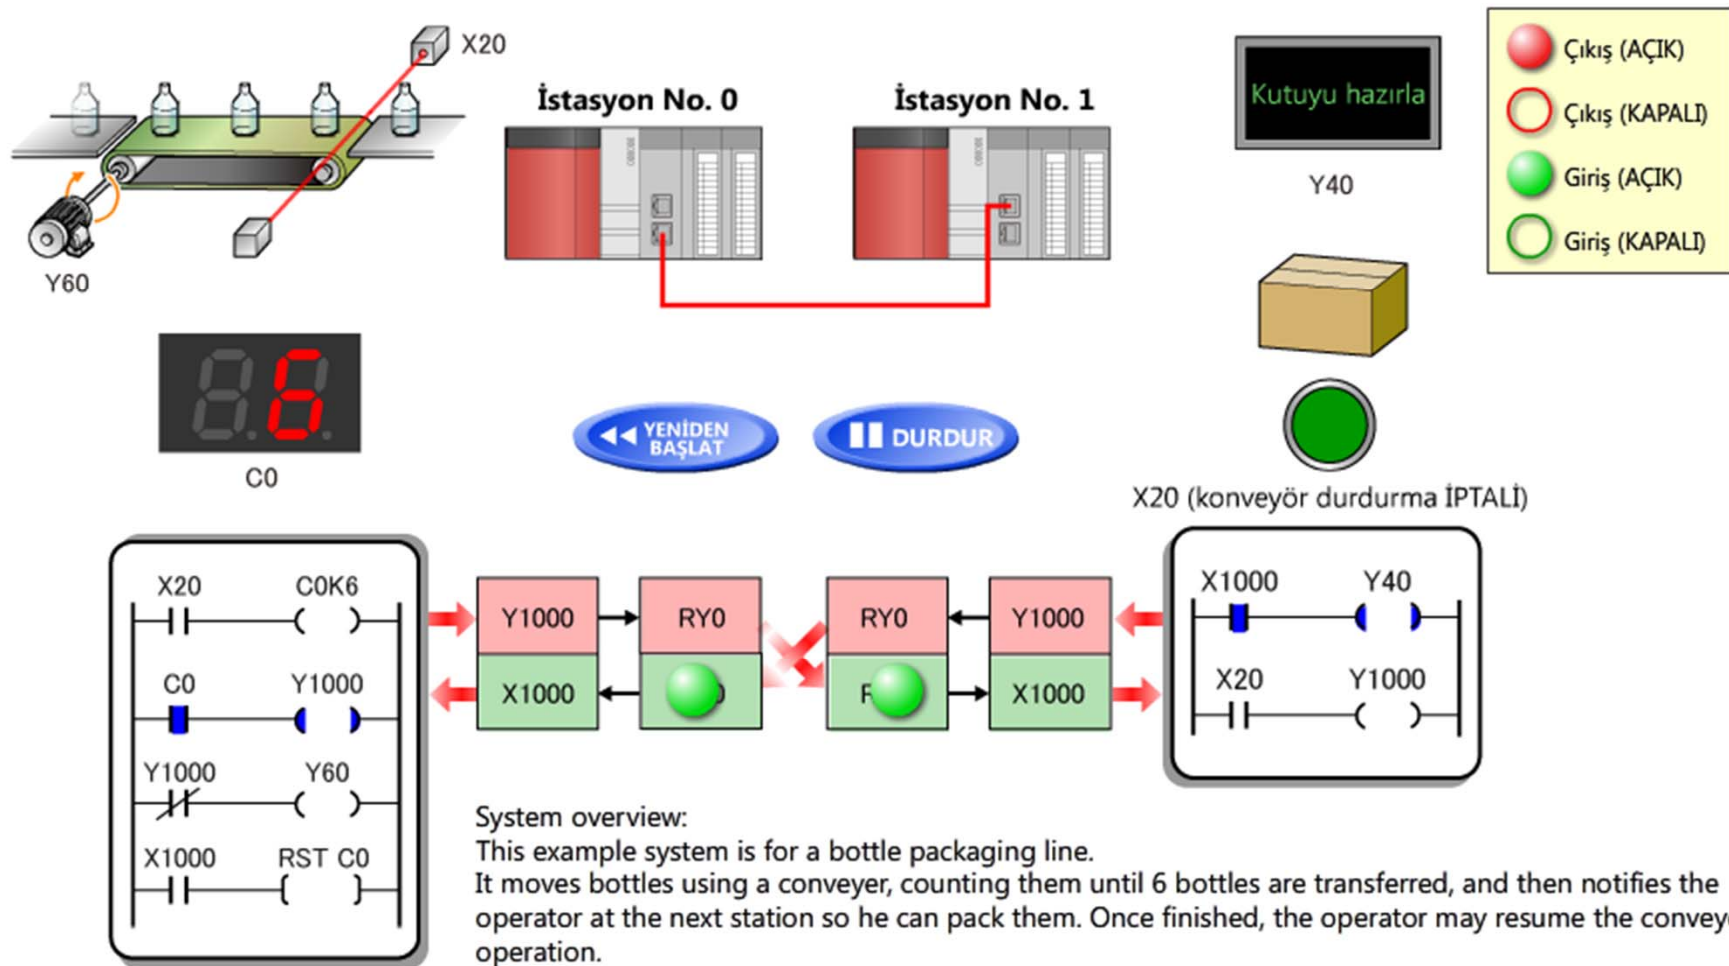 X20
Y60
İstasyon No. 0
İstasyon No. 1
Kutuyu hazırla
Y40
Çıkış (AÇIK)
Çıkış (KAPALI)
Giriş (AÇIK)
Giriş (KAPALI)
6
C0
YENİDEN
BAŞLAT
DURDUR
X20 (konveyör durdurma İPTALİ)
X20 C0K6
C0 Y1000
Y1000 Y60
X1000 RST C0
Y1000 RY0 RY0 Y1000
X1000 X1000
X1000 Y40
X20 Y1000
System overview:
This example system is for a bottle packaging line.
It moves bottles using a conveyer, counting them until 6 bottles are transferred, and then notifies the
operator at the next station so he can pack them. Once finished, the operator may resume the
operation.